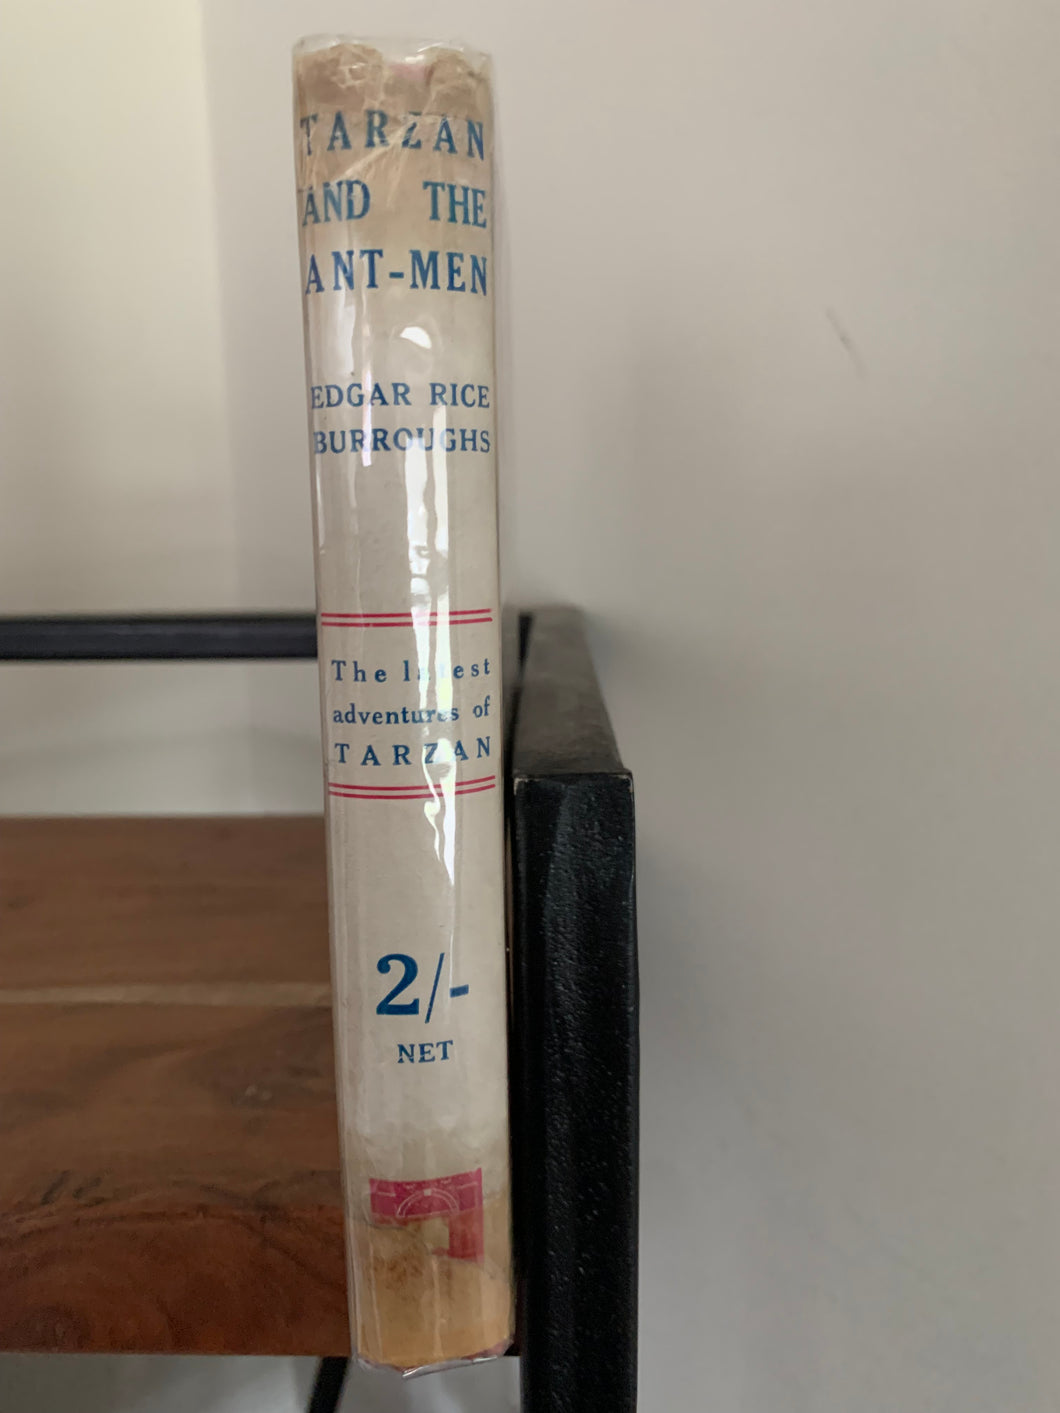 TARZAN
AND THE
ANT-MEN
EDGAR RICE
BURROUGHS
The latest
adventures of
TARZAN
2/-
NET